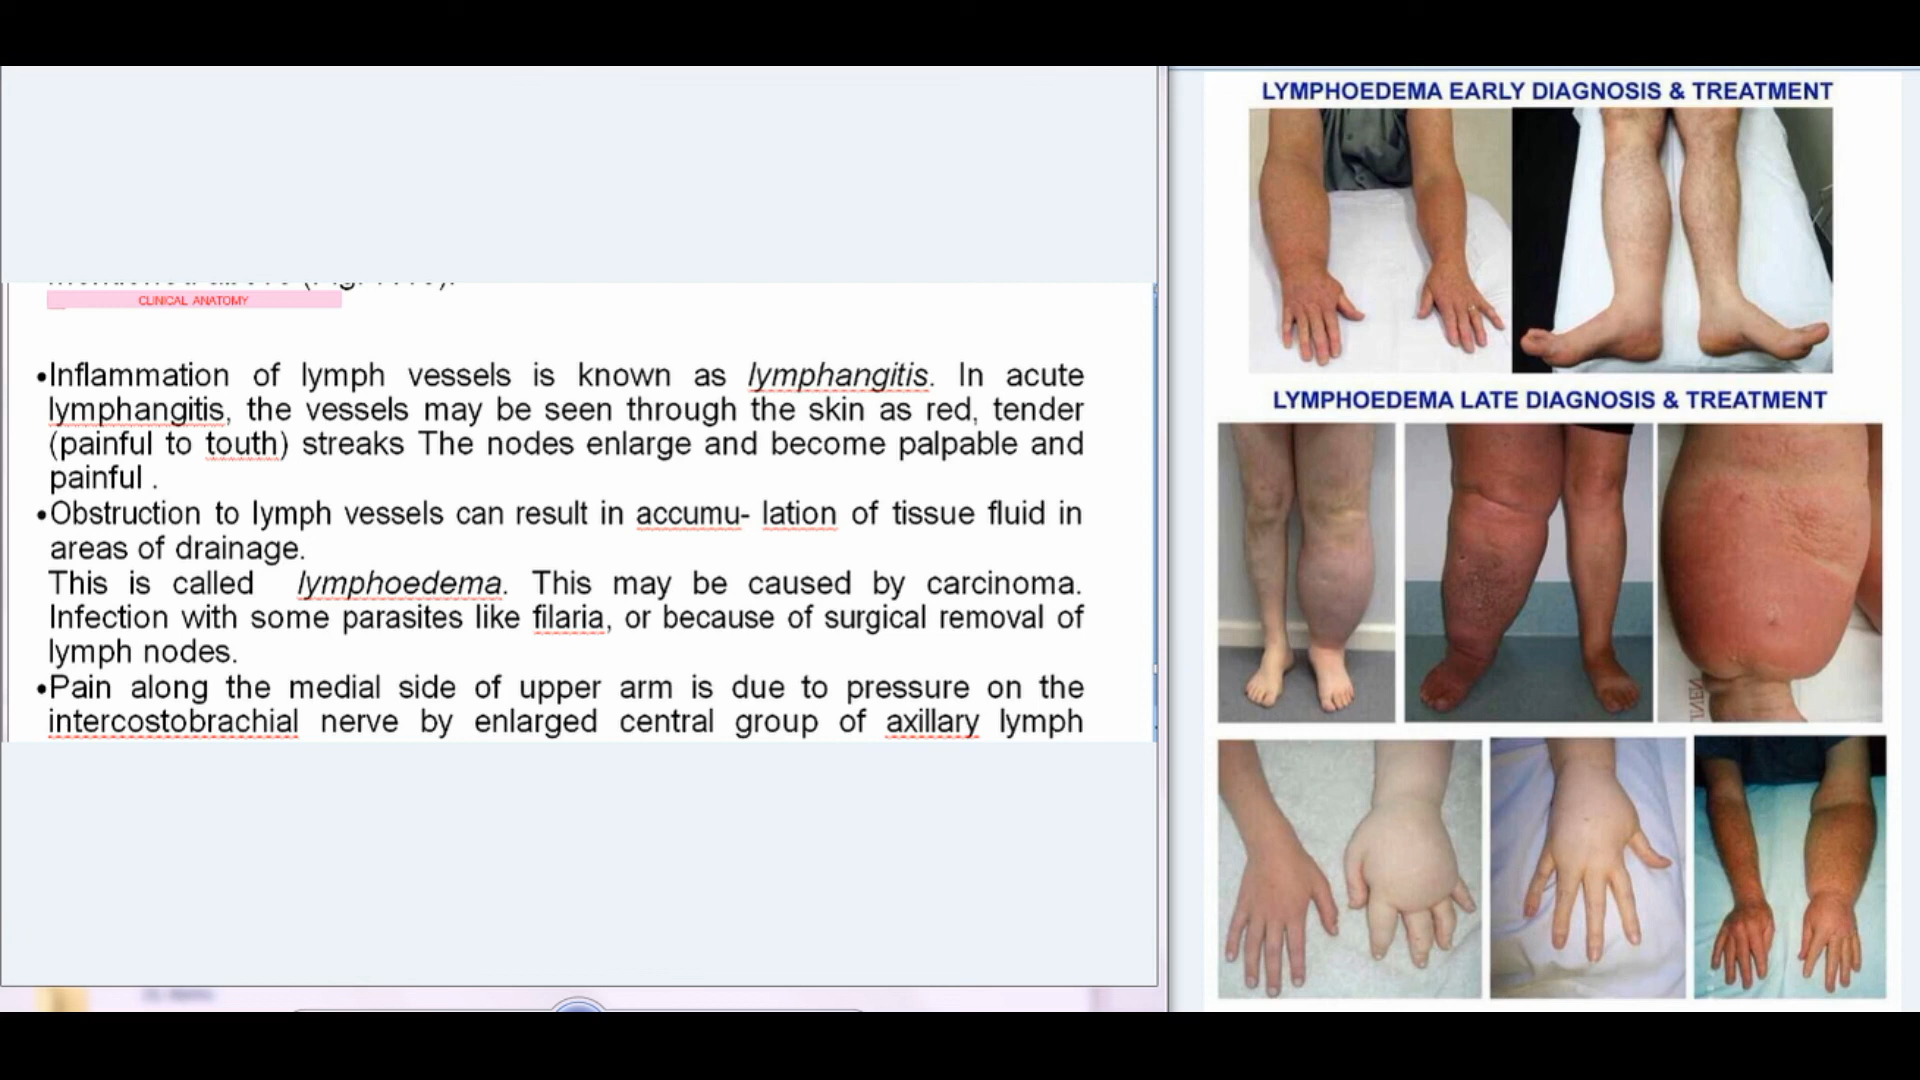 CLINICAL ANATOMY
•Inflammation of lymph vessels is known as lymphangitis. In acute
lymphangitis, the vessels may be seen through the skin as red, tender
(painful to touth) streaks The nodes enlarge and become palpable and
painful .
•Obstruction to lymph vessels can result in accumu- lation of tissue fluid in
areas of drainage.
This is called lymphoedema. This may be caused by carcinoma.
Infection with some parasites like filaria, or because of surgical removal of
lymph nodes.
•Pain along the medial side of upper arm is due to pressure on the
intercostobrachial nerve by enlarged central group of axillary lymph
LYMPHOEDEMA EARLY DIAGNOSIS & TREATMENT
LYMPHOEDEMA LATE DIAGNOSIS & TREATMENT